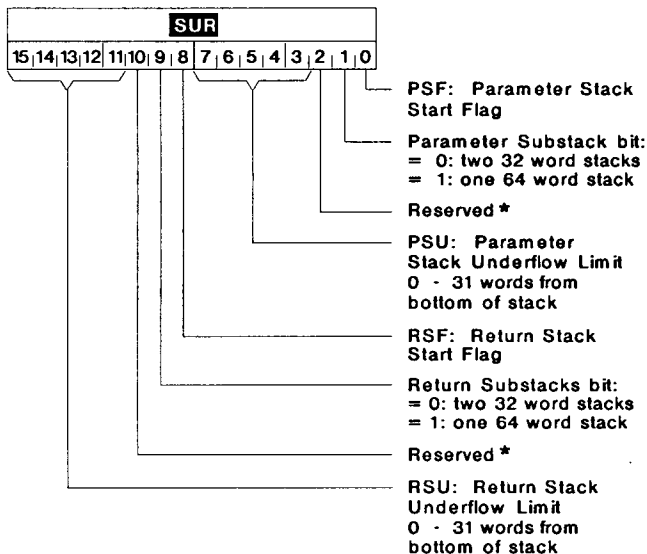 SUR
15 14 13 12 11 10 9 8 7 6 5 4 3 2 1 0
PSF: Parameter Stack
Start Flag
Parameter Substack bit:
= 0: two 32 word stacks
= 1: one 64 word stack
Reserved *
PSU: Parameter
Stack Underflow Limit
0 - 31 words from
bottom of stack
RSF: Return Stack
Start Flag
Return Substacks bit:
= 0: two 32 word stacks
= 1: one 64 word stack
Reserved *
RSU: Return Stack
Underflow Limit
0 - 31 words from
bottom of stack